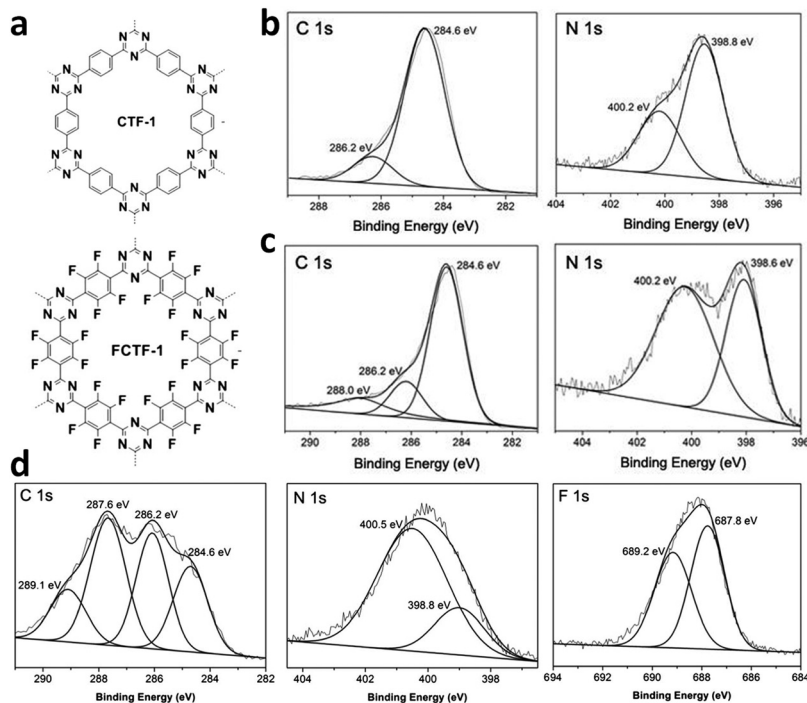 a
N N N
N N N N N N
N N N
CTF-1
N N N N
N N
N N N N
N N
N
F F N F F
N N
F F F F
N N N N
N N
F F F F
FCTF-1
F F F F
N N N N
N N
F F F F
N N
F F N F F
b
C 1s
284.6 eV
286.2 eV
288 286 284 282
Binding Energy (eV)
N 1s
398.8 eV
400.2 eV
404 402 400 398 396
Binding Energy (eV)
c
C 1s
284.6 eV
286.2 eV
288.0 eV
290 288 286 284 282
Binding Energy (eV)
N 1s
398.6 eV
400.2 eV
404 402 400 398 396
Binding Energy (eV)
d
C 1s
287.6 eV
286.2 eV
284.6 eV
289.1 eV
290 288 286 284 282
Binding Energy (eV)
N 1s
400.5 eV
398.8 eV
404 402 400 398
Binding Energy (eV)
F 1s
687.8 eV
689.2 eV
694 692 690 688 686 684
Binding Energy (eV)